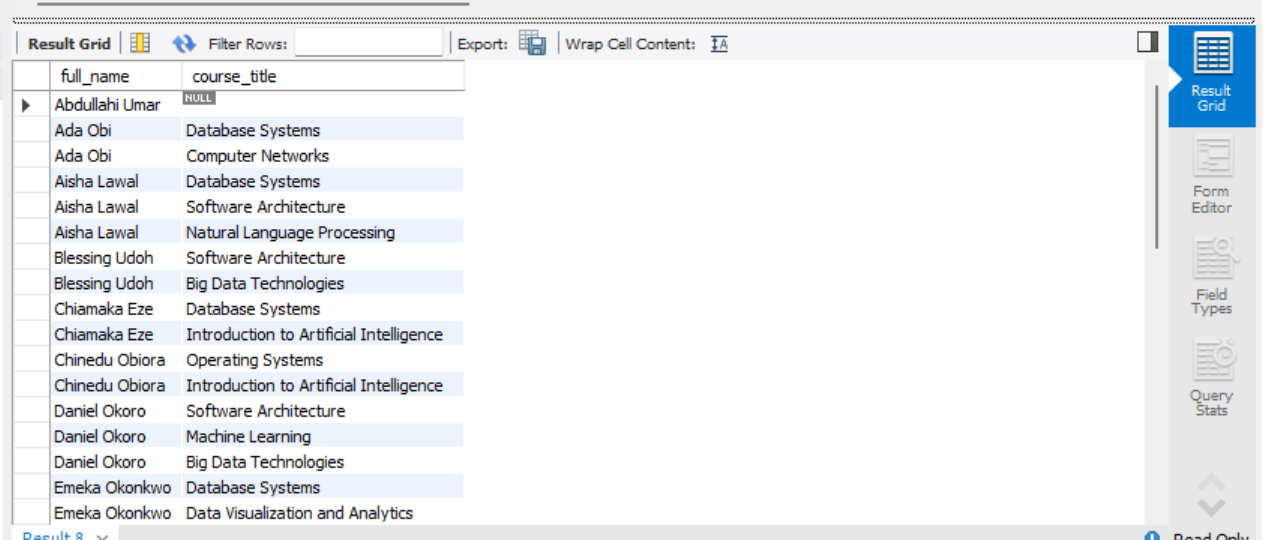 Result Grid Filter Rows: Export: Wrap Cell Content: IA
full_name course_title
Abdullahi Umar NULL
Ada Obi Database Systems
Ada Obi Computer Networks
Aisha Lawal Database Systems
Aisha Lawal Software Architecture
Aisha Lawal Natural Language Processing
Blessing Udoh Software Architecture
Blessing Udoh Big Data Technologies
Chiamaka Eze Database Systems
Chiamaka Eze Introduction to Artificial Intelligence
Chinedu Obiora Operating Systems
Chinedu Obiora Introduction to Artificial Intelligence
Daniel Okoro Software Architecture
Daniel Okoro Machine Learning
Daniel Okoro Big Data Technologies
Emeka Okonkwo Database Systems
Emeka Okonkwo Data Visualization and Analytics
Result 8 Read Only
Result
Grid
Form
Editor
Field
Types
Query
Stats